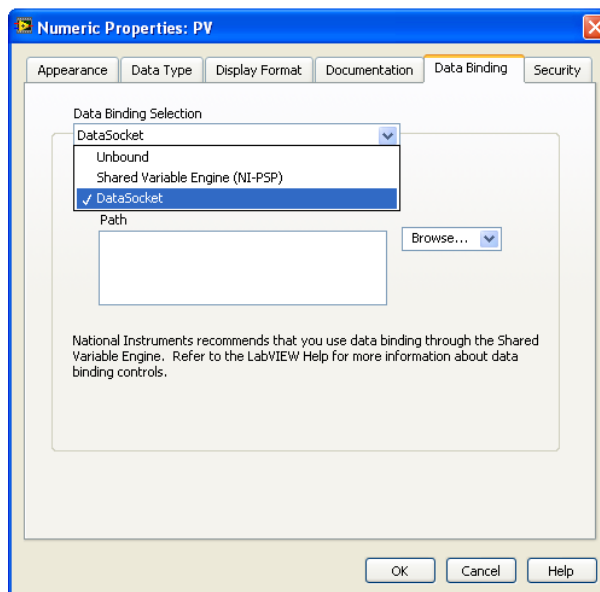 Numeric Properties: PV
Appearance Data Type Display Format Documentation Data Binding Security
Data Binding Selection
DataSocket
Unbound
Shared Variable Engine (NI-PSP)
✓ DataSocket
Path
Browse...
National Instruments recommends that you use data binding through the Shared
Variable Engine. Refer to the LabVIEW Help for more information about data
binding controls.
OK Cancel Help